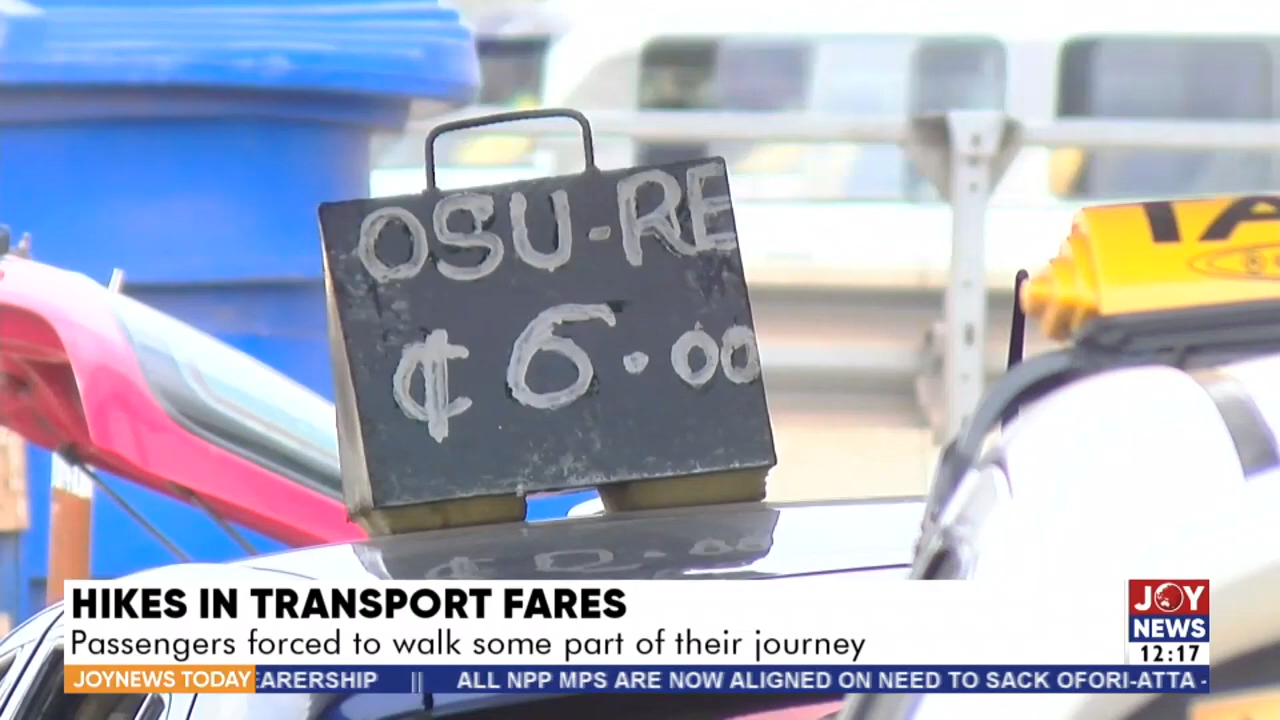 OSU-RE
₵6.00
TA
HIKES IN TRANSPORT FARES
Passengers forced to walk some part of their journey
JOY
NEWS
12:17
JOYNEWS TODAY EARERSHIP || ALL NPP MPS ARE NOW ALIGNED ON NEED TO SACK OFORI-ATTA -